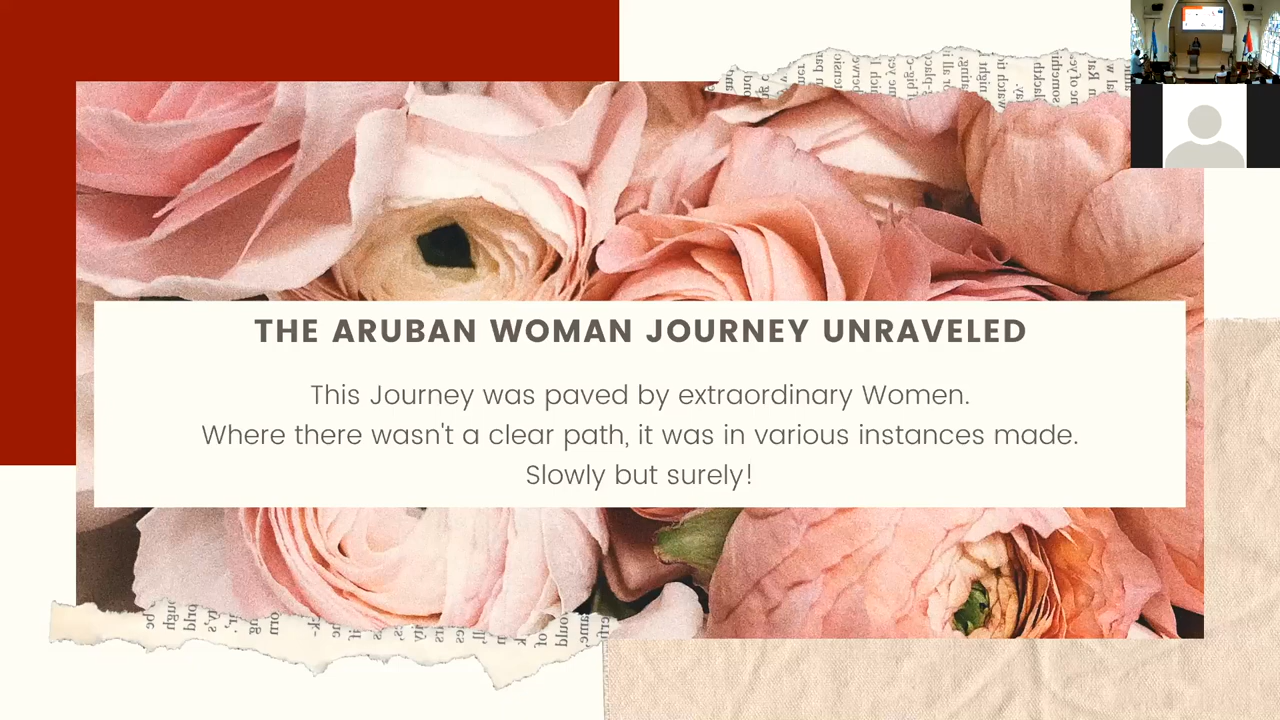 THE ARUBAN WOMAN JOURNEY UNRAVELED
This Journey was paved by extraordinary Women.
Where there wasn't a clear path, it was in various instances made.
Slowly but surely!